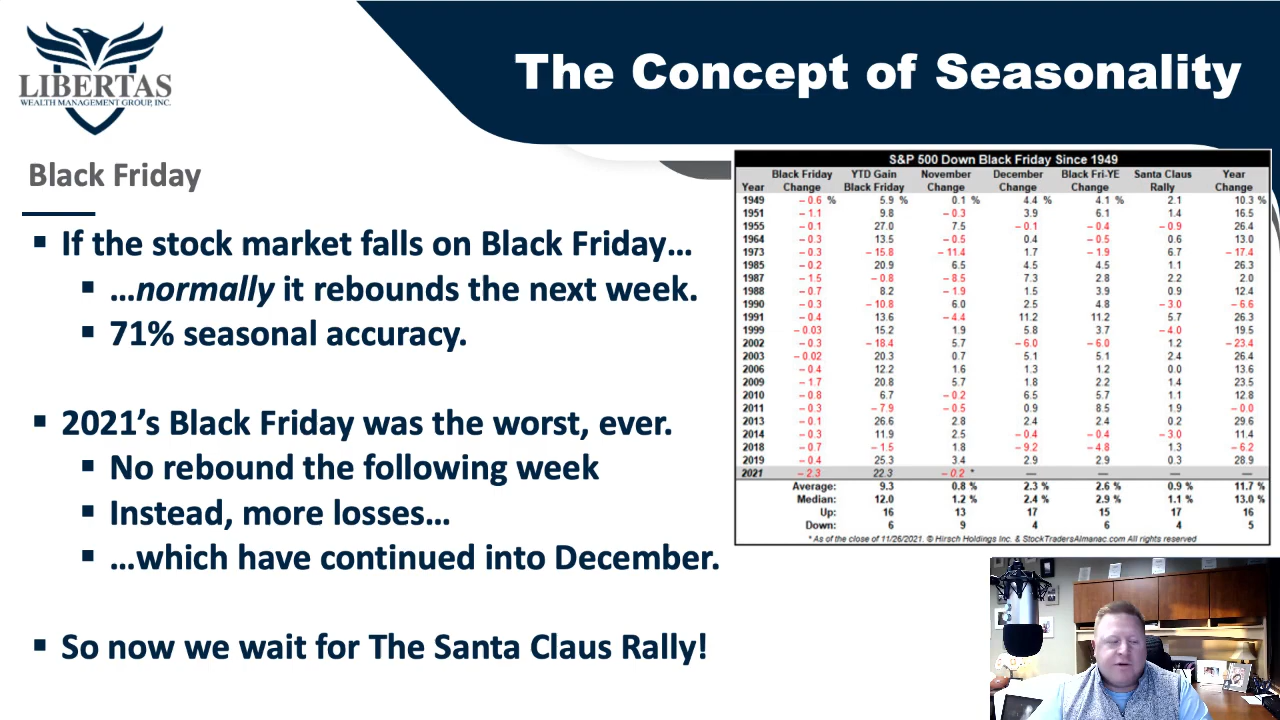 LIBERTAS
WEALTH MANAGEMENT GROUP, INC.
The Concept of Seasonality
Black Friday
▪ If the stock market falls on Black Friday…
▪ …normally it rebounds the next week.
▪ 71% seasonal accuracy.
▪ 2021’s Black Friday was the worst, ever.
▪ No rebound the following week
▪ Instead, more losses…
▪ …which have continued into December.
▪ So now we wait for The Santa Claus Rally!
S&P 500 Down Black Friday Since 1949
Black Friday YTD Gain November December Black Fri-YE Santa Claus Year
Year Change Black Friday Change Change Change Rally Change
1949 – 0.6 % 5.9 % 0.1 % 4.4 % 4.1 % 2.1 10.3 %
1951 – 1.1 9.8 – 0.3 3.9 6.1 1.4 16.5
1955 – 0.1 27.0 7.5 – 0.1 – 0.4 – 0.9 26.4
1964 – 0.3 13.5 – 0.5 0.4 – 0.5 0.6 13.0
1973 – 0.3 – 15.8 – 11.4 1.7 – 1.9 6.7 – 17.4
1985 – 0.2 20.9 6.5 4.5 4.5 1.1 26.3
1987 – 1.5 – 0.8 – 8.5 7.3 2.8 2.2 2.0
1988 – 0.7 8.2 – 1.9 1.5 3.9 0.9 12.4
1990 – 0.3 – 10.8 6.0 2.5 4.8 – 3.0 – 6.6
1991 – 0.4 13.6 – 4.4 11.2 11.2 5.7 26.3
1999 – 0.03 15.2 1.9 5.8 3.7 – 4.0 19.5
2002 – 0.3 – 18.4 5.7 – 6.0 – 6.0 1.2 – 23.4
2003 – 0.02 20.3 0.7 5.1 5.1 2.4 26.4
2006 – 0.4 12.2 1.6 1.3 1.2 0.0 13.6
2009 – 1.7 20.8 5.7 1.8 2.2 1.4 23.5
2010 – 0.8 6.7 – 0.2 6.5 5.7 1.1 12.8
2011 – 0.3 – 7.9 – 0.5 0.9 8.5 1.9 – 0.0
2013 – 0.1 26.6 2.8 2.4 2.4 0.2 29.6
2014 – 0.3 11.9 2.5 – 0.4 – 0.4 – 3.0 11.4
2018 – 0.7 – 1.5 1.8 – 9.2 – 4.8 1.3 – 6.2
2019 – 0.4 25.3 3.4 2.9 2.9 0.3 28.9
2021 – 2.3 22.3 – 0.2 * — — — —
Average: 9.3 0.8 % 2.3 % 2.6 % 0.9 % 11.7 %
Median: 12.0 1.2 % 2.4 % 2.9 % 1.1 % 13.0 %
Up: 16 13 17 15 17 16
Down: 6 9 4 6 4 5
* As of the close of 11/26/2021. © Hirsch Holdings Inc. & StockTradersAlmanac.com All rights reserved